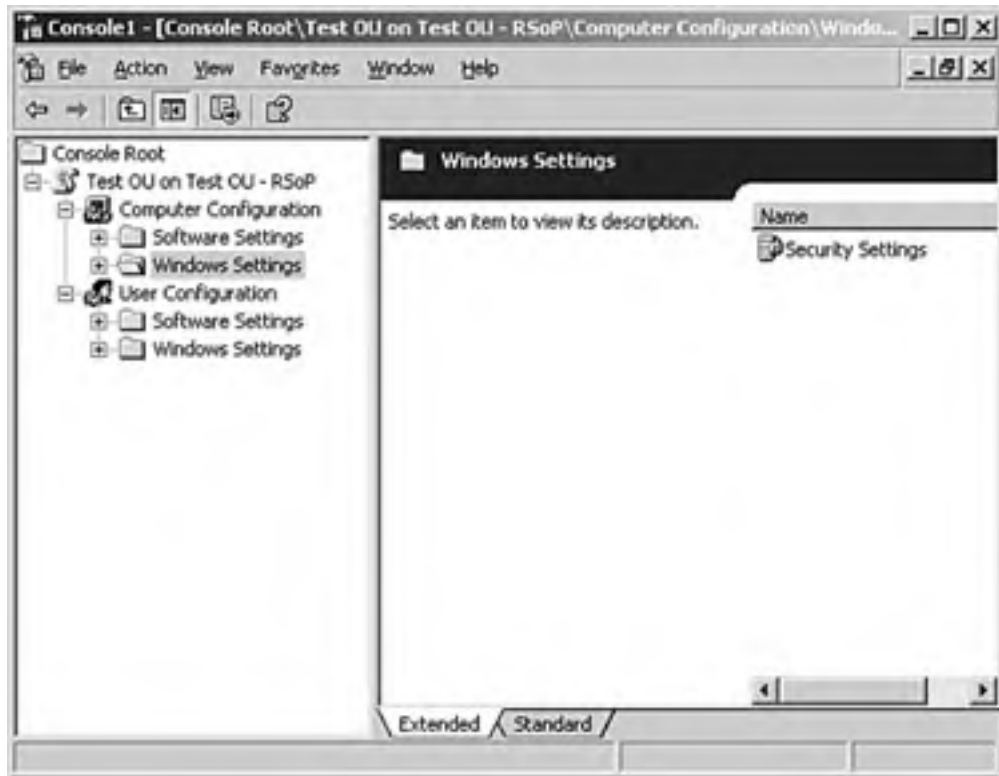 Console1 - [Console Root\Test OU on Test OU - RSoP\Computer Configuration\Windo...
File Action View Favorites Window Help
Console Root
Test OU on Test OU - RSoP
Computer Configuration
Software Settings
Windows Settings
User Configuration
Software Settings
Windows Settings
Windows Settings
Select an item to view its description.
Name
Security Settings
Extended
Standard